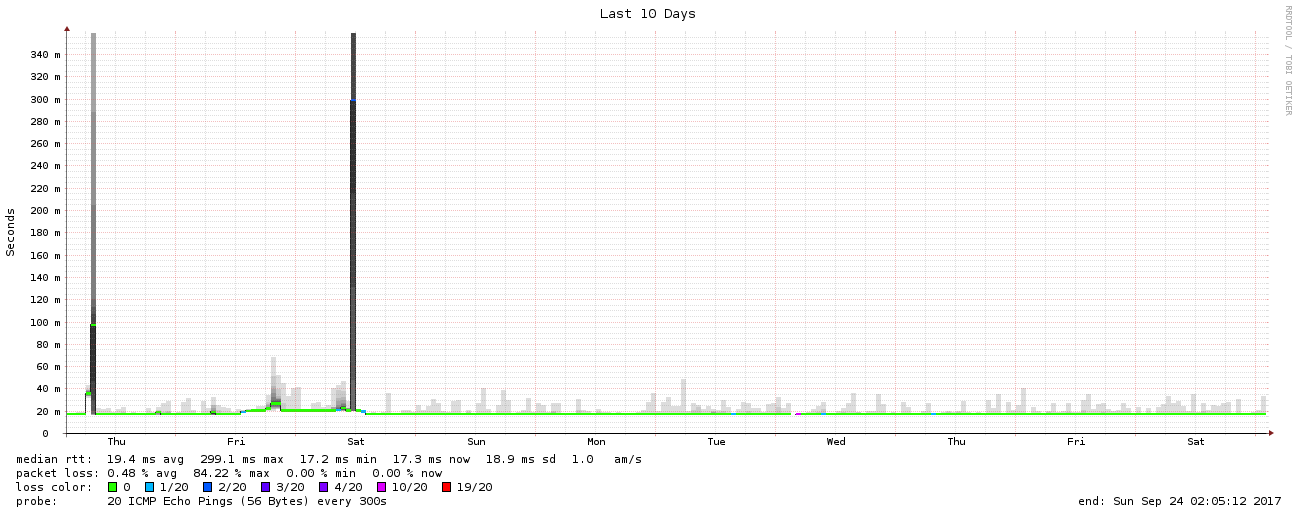 Last 10 Days
RRDTOOL / TOBI OETIKER
Seconds
340 m
320 m
300 m
280 m
260 m
240 m
220 m
200 m
180 m
160 m
140 m
120 m
100 m
80 m
60 m
40 m
20 m
0
Thu Fri Sat Sun Mon Tue Wed Thu Fri Sat
median rtt: 19.4 ms avg 299.1 ms max 17.2 ms min 17.3 ms now 18.9 ms sd 1.0 am/s
packet loss: 0.48 % avg 84.22 % max 0.00 % min 0.00 % now
loss color: 0 1/20 2/20 3/20 4/20 10/20 19/20
probe: 20 ICMP Echo Pings (56 Bytes) every 300s end: Sun Sep 24 02:05:12 2017